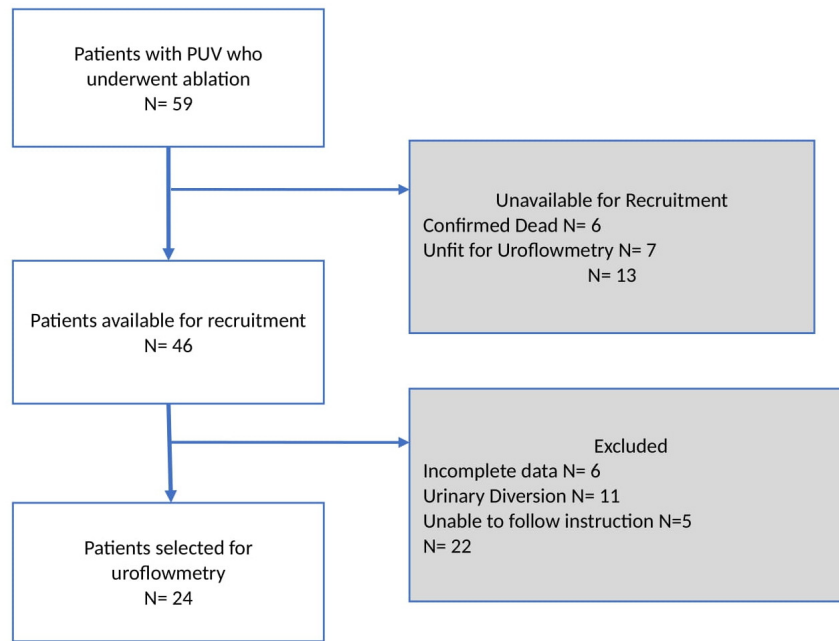 Patients with PUV who
underwent ablation
N= 59
Unavailable for Recruitment
Confirmed Dead N= 6
Unfit for Uroflowmetry N= 7
N= 13
Patients available for recruitment
N= 46
Excluded
Incomplete data N= 6
Urinary Diversion N= 11
Unable to follow instruction N=5
N= 22
Patients selected for
uroflowmetry
N= 24